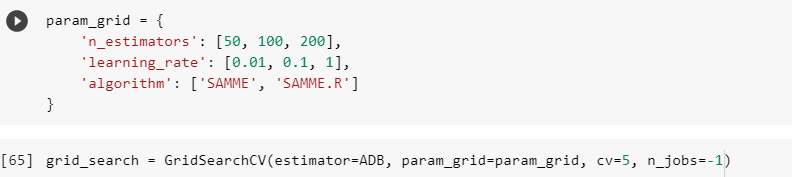 param_grid = {
    'n_estimators': [50, 100, 200],
    'learning_rate': [0.01, 0.1, 1],
    'algorithm': ['SAMME', 'SAMME.R']
}
[65] grid_search = GridSearchCV(estimator=ADB, param_grid=param_grid, cv=5, n_jobs=-1)